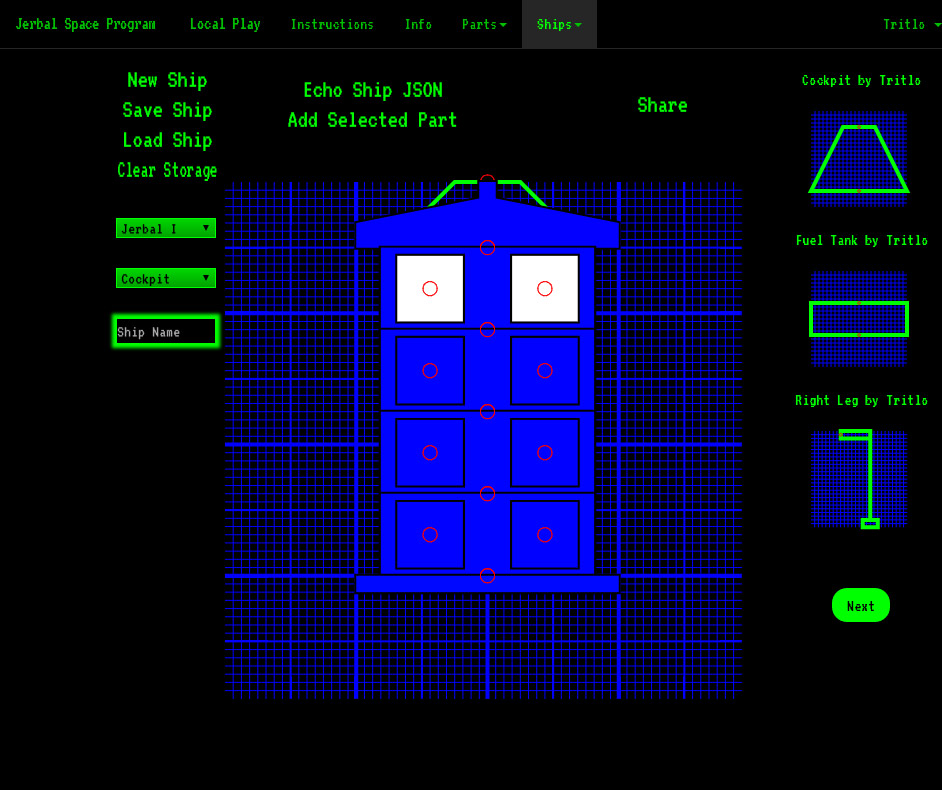 Jerbal Space Program Local Play Instructions Info Parts Ships Tritlo
New Ship
Save Ship
Load Ship
Clear Storage
Jerbal I
Cockpit
Ship Name
Echo Ship JSON
Add Selected Part
Share
Cockpit by Tritlo
Fuel Tank by Tritlo
Right Leg by Tritlo
Next